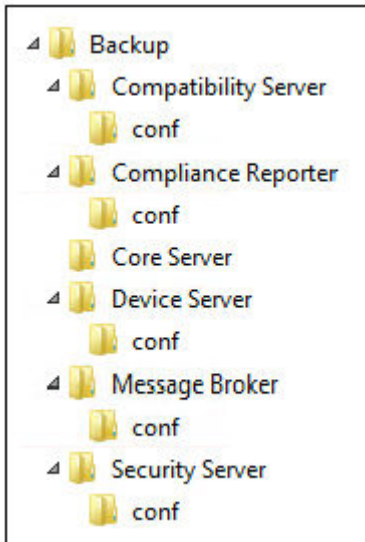 Backup
Compatibility Server
conf
Compliance Reporter
conf
Core Server
Device Server
conf
Message Broker
conf
Security Server
conf